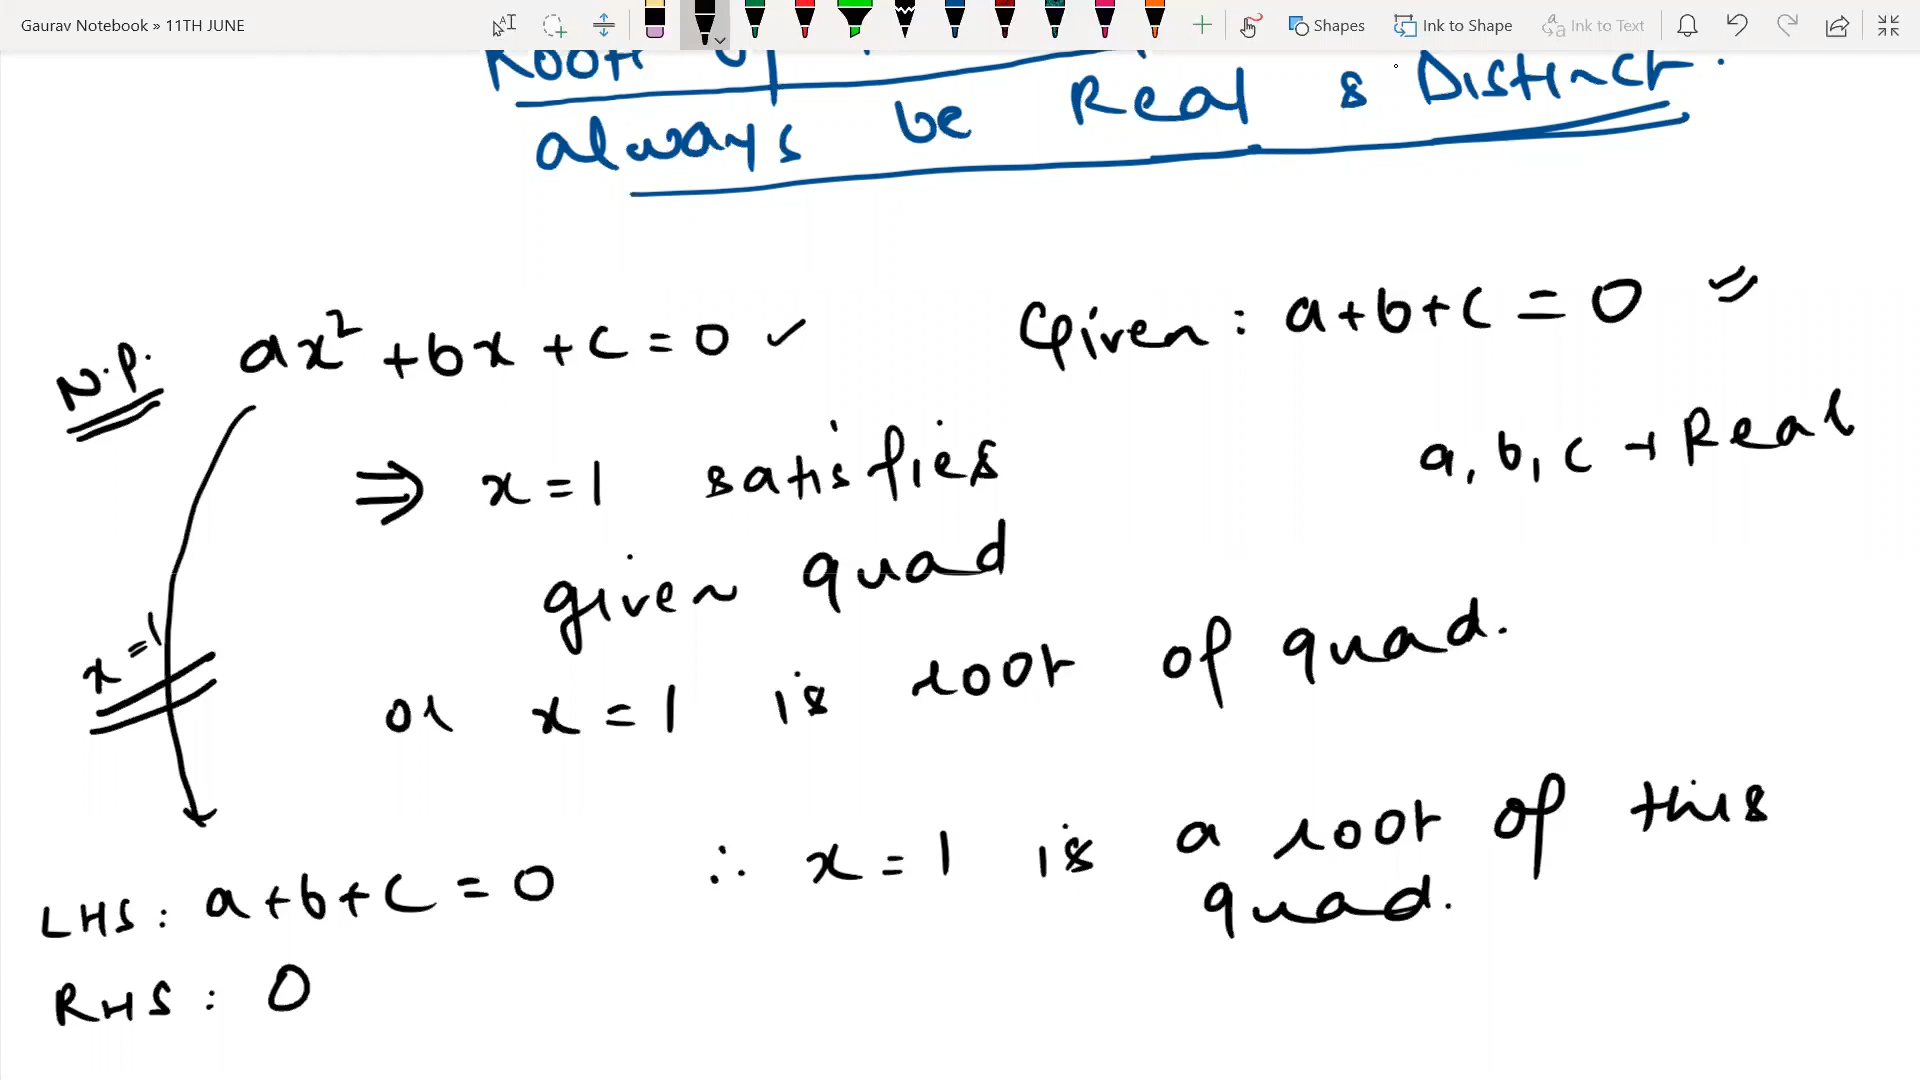 Gaurav Notebook » 11TH JUNE
Shapes Ink to Shape Ink to Text
Root of
always be Real & Distinct.
N.P. ax² + bx + c = 0 ✓ Given : a+b+c = 0
a, b, c → Real
⇒ x = 1 satisfies
given quad
x=1
or x = 1 is root of quad.
LHS : a+b+c = 0 ∴ x = 1 is a root of this
quad.
RHS : 0